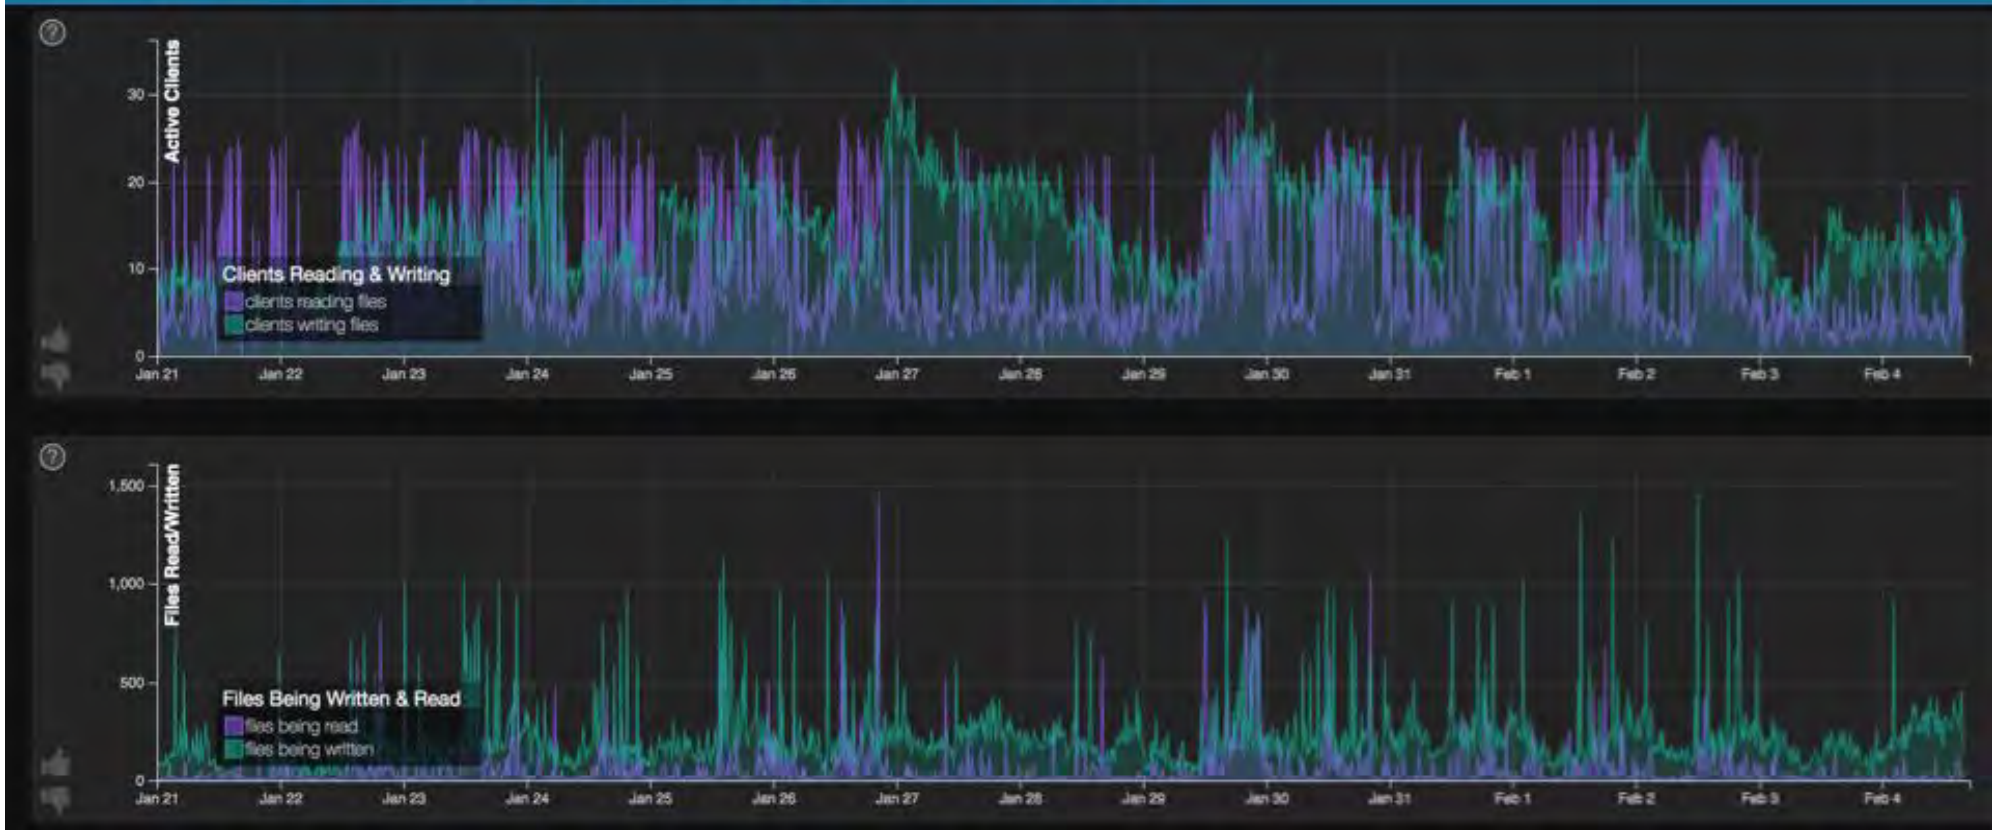 ?
Active Clients
30
20
10
0
Clients Reading & Writing
clients reading files
clients writing files
Jan 21 Jan 22 Jan 23 Jan 24 Jan 25 Jan 26 Jan 27 Jan 28 Jan 29 Jan 30 Jan 31 Feb 1 Feb 2 Feb 3 Feb 4
?
Files Read/Written
1,500
1,000
500
0
Files Being Written & Read
files being read
files being written
Jan 21 Jan 22 Jan 23 Jan 24 Jan 25 Jan 26 Jan 27 Jan 28 Jan 29 Jan 30 Jan 31 Feb 1 Feb 2 Feb 3 Feb 4